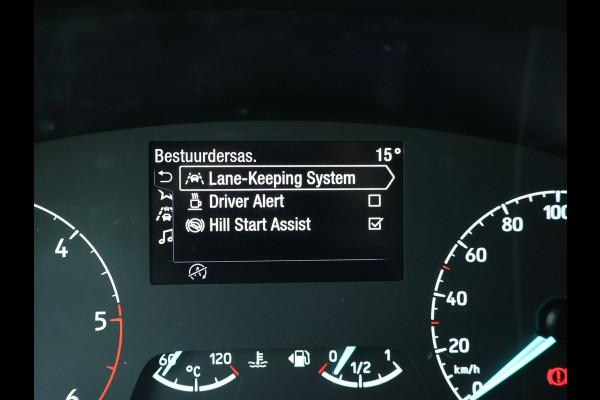 Bestuurdersas. 15°
Lane-Keeping System
Driver Alert
Hill Start Assist
4
5
6
60 120
°C
0 1/2 1
0
20
40
60
80
100
km/h